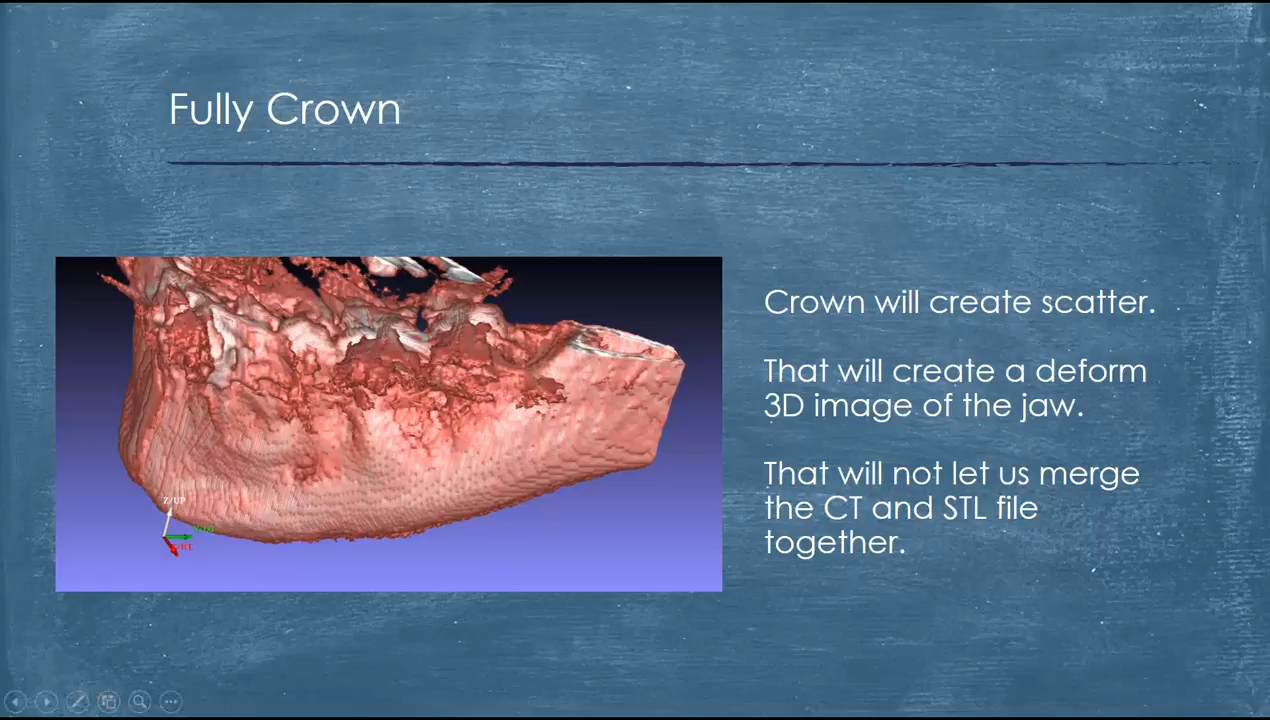 Fully Crown
Crown will create scatter.
That will create a deform
3D image of the jaw.
That will not let us merge
the CT and STL file
together.
Z/UP